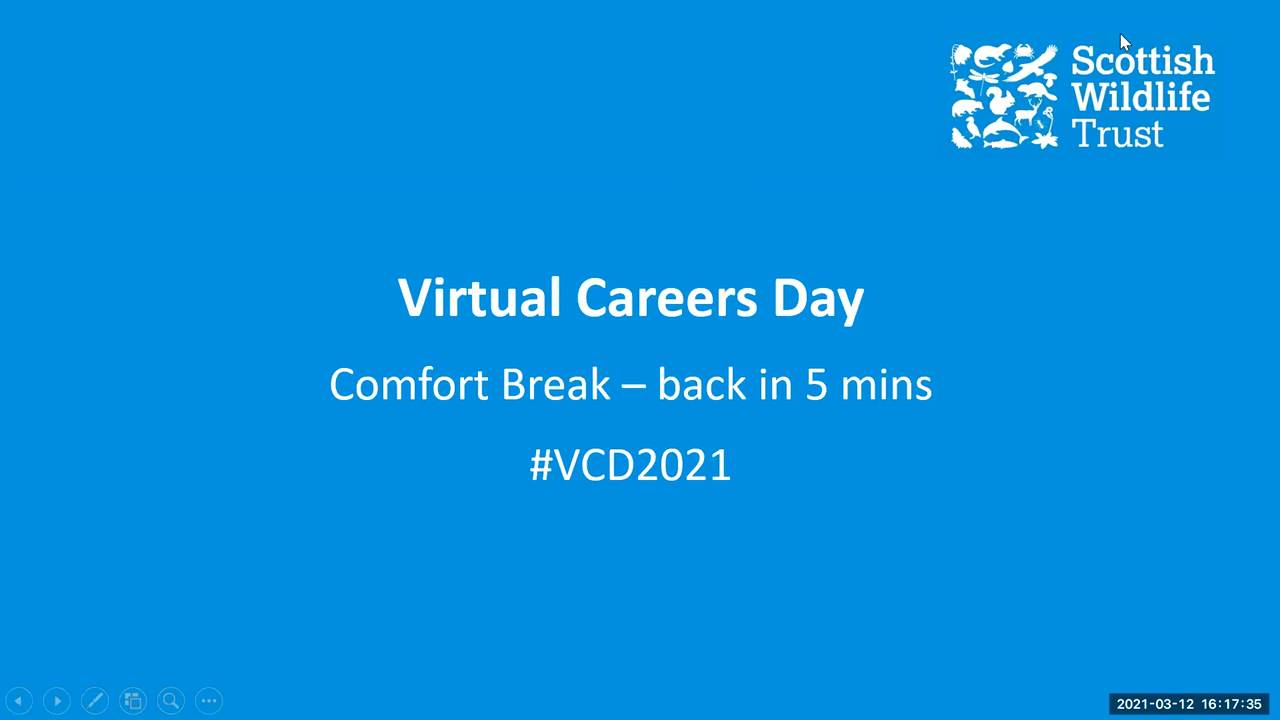 Scottish
Wildlife
Trust
Virtual Careers Day
Comfort Break – back in 5 mins
#VCD2021
2021-03-12 16:17:35